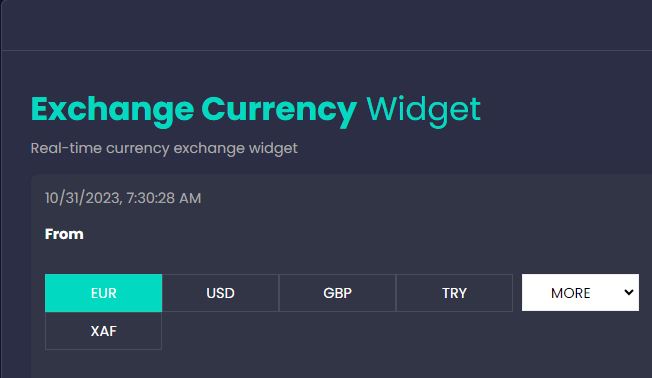 Exchange Currency Widget
Real-time currency exchange widget
10/31/2023, 7:30:28 AM
From
EUR USD GBP TRY MORE
XAF